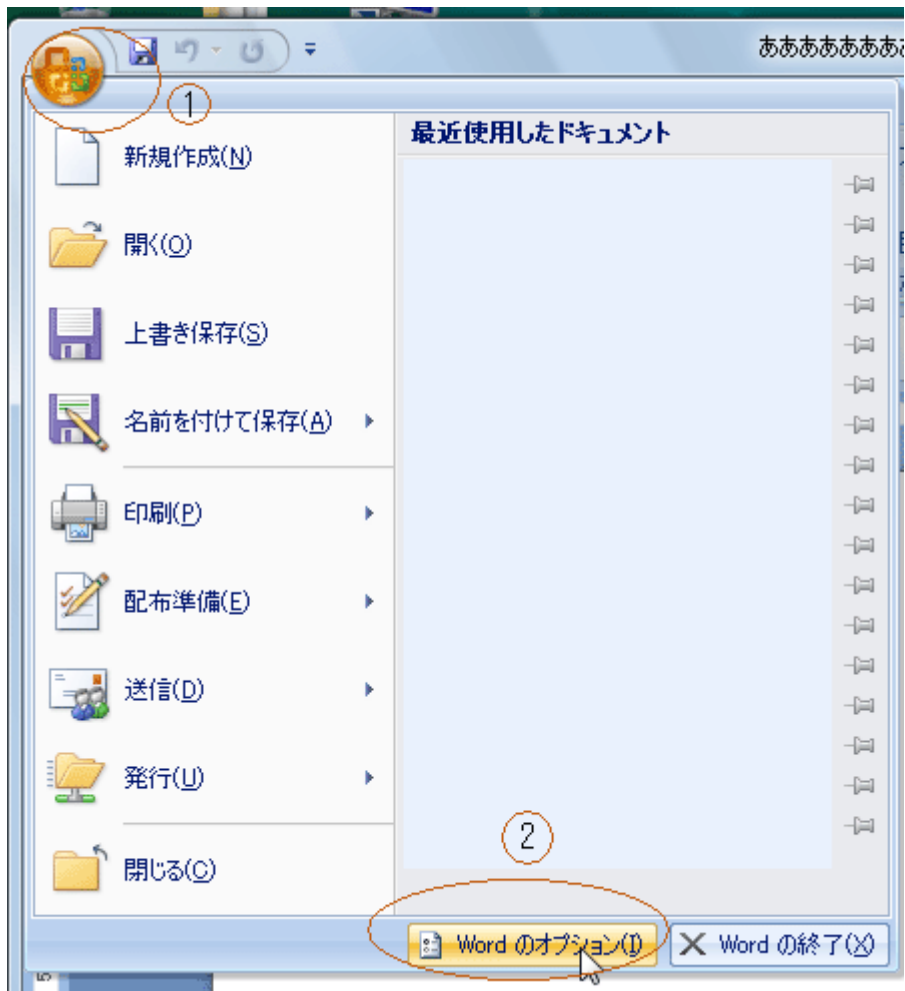 ああああああああ
①
最近使用したドキュメント
新規作成(N)
開く(O)
上書き保存(S)
名前を付けて保存(A)
印刷(P)
配布準備(E)
送信(D)
発行(U)
②
閉じる(C)
Word のオプション(I)
Word の終了(X)
5